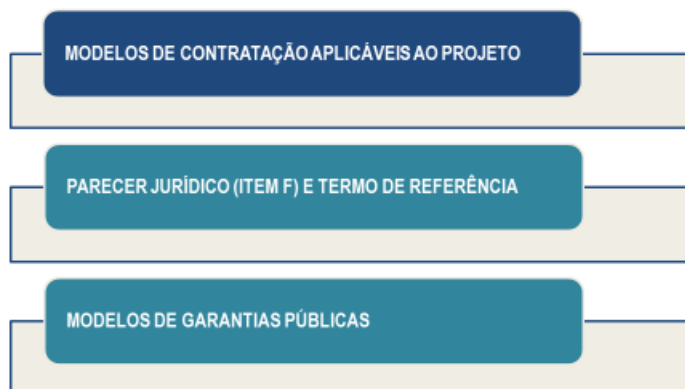 MODELOS DE CONTRATAÇÃO APLICÁVEIS AO PROJETO
PARECER JURÍDICO (ITEM F) E TERMO DE REFERÊNCIA
MODELOS DE GARANTIAS PÚBLICAS